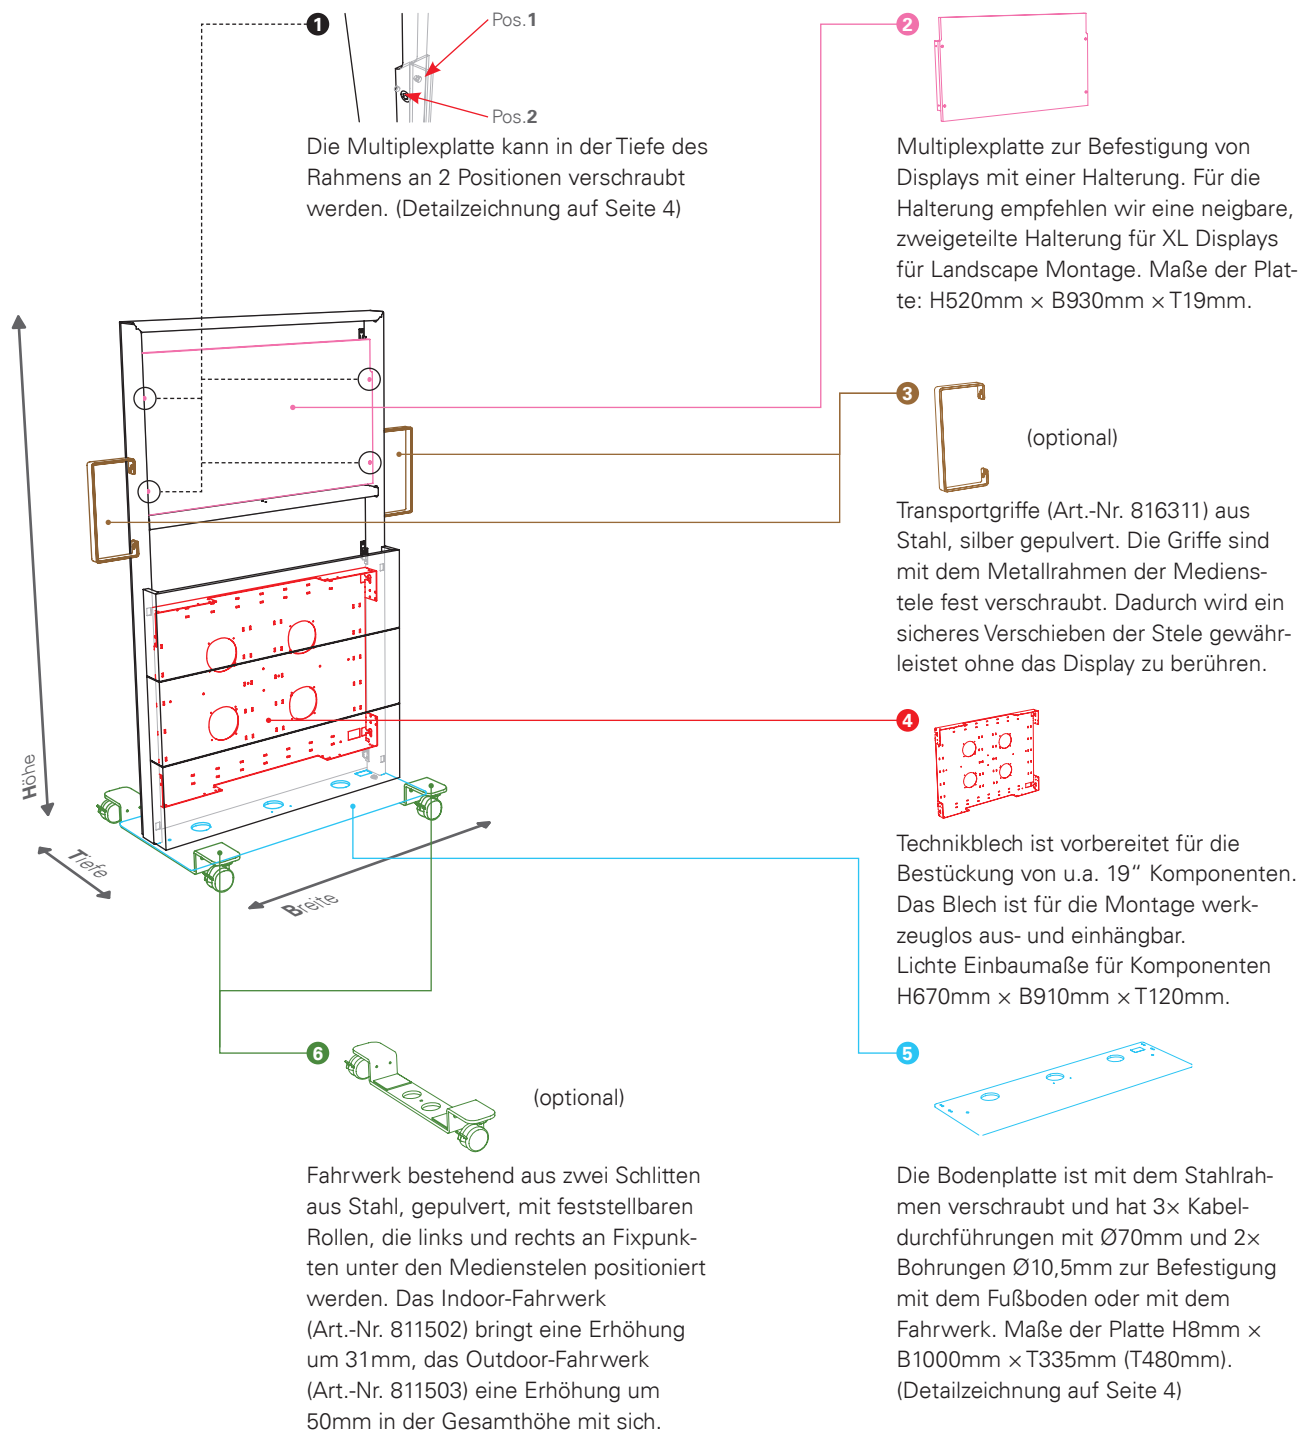 1
Pos.1
Pos.2
Die Multiplexplatte kann in der Tiefe des
Rahmens an 2 Positionen verschraubt
werden. (Detailzeichnung auf Seite 4)
2
Multiplexplatte zur Befestigung von
Displays mit einer Halterung. Für die
Halterung empfehlen wir eine neigbare,
zweigeteilte Halterung für XL Displays
für Landscape Montage. Maße der Plat-
te: H520mm × B930mm × T19mm.
3
(optional)
Transportgriffe (Art.-Nr. 816311) aus
Stahl, silber gepulvert. Die Griffe sind
mit dem Metallrahmen der Mediens-
tele fest verschraubt. Dadurch wird ein
sicheres Verschieben der Stele gewähr-
leistet ohne das Display zu berühren.
4
Technikblech ist vorbereitet für die
Bestückung von u.a. 19“ Komponenten.
Das Blech ist für die Montage werk-
zeuglos aus- und einhängbar.
Lichte Einbaumaße für Komponenten
H670mm × B910mm × T120mm.
Höhe
Tiefe
Breite
6
(optional)
Fahrwerk bestehend aus zwei Schlitten
aus Stahl, gepulvert, mit feststellbaren
Rollen, die links und rechts an Fixpunk-
ten unter den Medienstelen positioniert
werden. Das Indoor-Fahrwerk
(Art.-Nr. 811502) bringt eine Erhöhung
um 31mm, das Outdoor-Fahrwerk
(Art.-Nr. 811503) eine Erhöhung um
50mm in der Gesamthöhe mit sich.
5
Die Bodenplatte ist mit dem Stahlrah-
men verschraubt und hat 3× Kabel-
durchführungen mit Ø70mm und 2×
Bohrungen Ø10,5mm zur Befestigung
mit dem Fußboden oder mit dem
Fahrwerk. Maße der Platte H8mm ×
B1000mm × T335mm (T480mm).
(Detailzeichnung auf Seite 4)